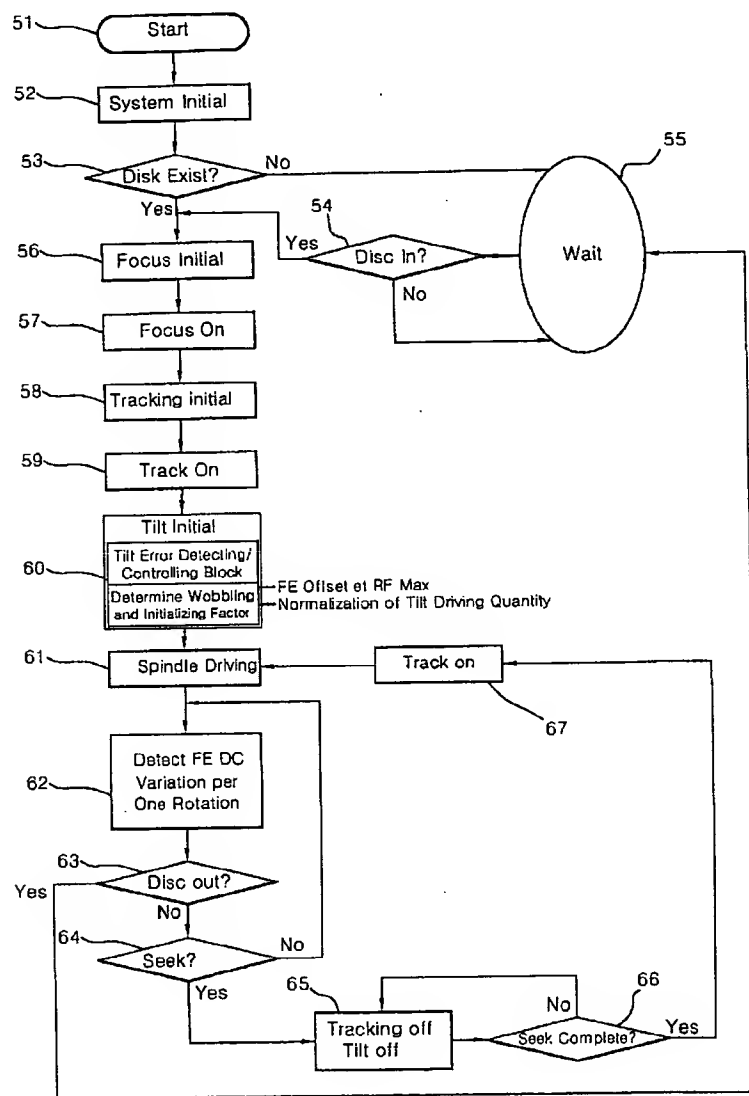 51
Start
52
System Initial
53
Disk Exist?
No
Yes
55
Wait
54
Disc In?
Yes
No
56
Focus Initial
57
Focus On
58
Tracking initial
59
Track On
60
Tilt Initial
Tilt Error Detecting/
Controlling Block
Determine Wobbling
and Initializing Factor
FE Offset et RF Max
Normalization of Tilt Driving Quantity
61
Spindle Driving
Track on
67
62
Detect FE DC
Variation per
One Rotation
63
Disc out?
Yes
No
64
Seek?
No
Yes
65
Tracking off
Tilt off
66
Seek Complete?
No
Yes